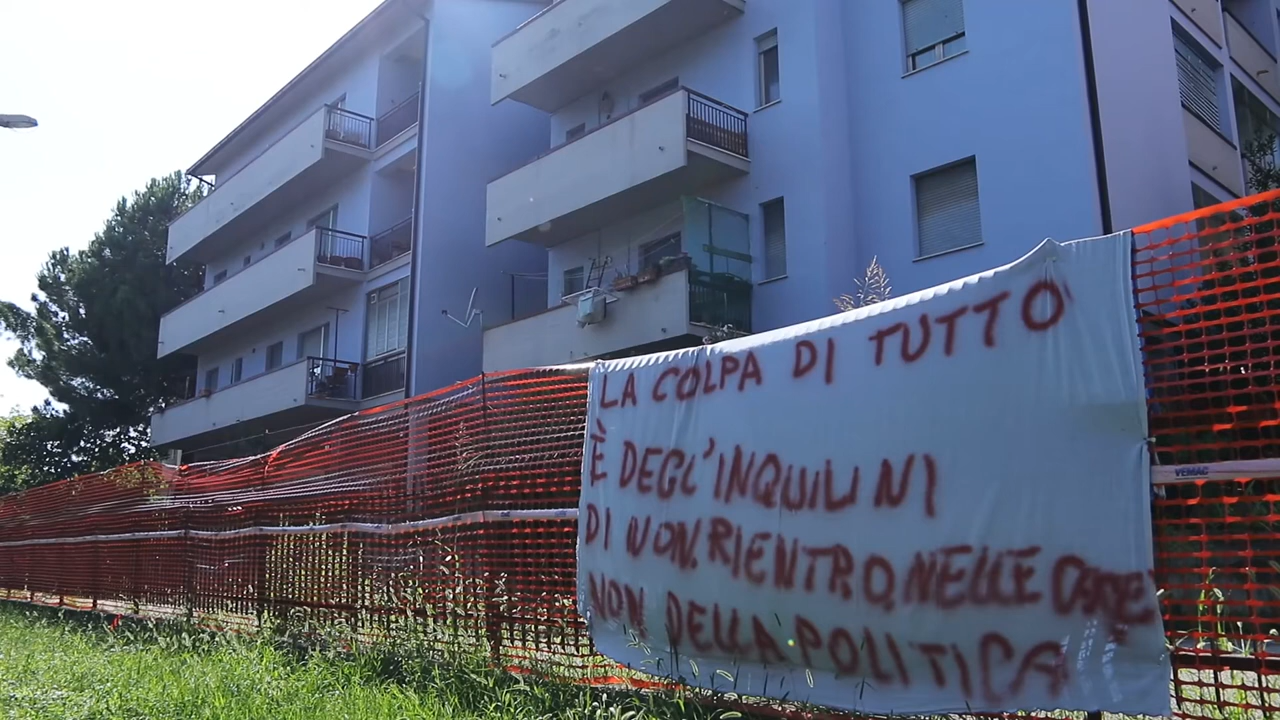 LA COLPA DI TUTTO
È DEGL'INQUILINI
DI NON.RIENTRO.NELLE CASE
NON DELLA POLITICA
VEMAC